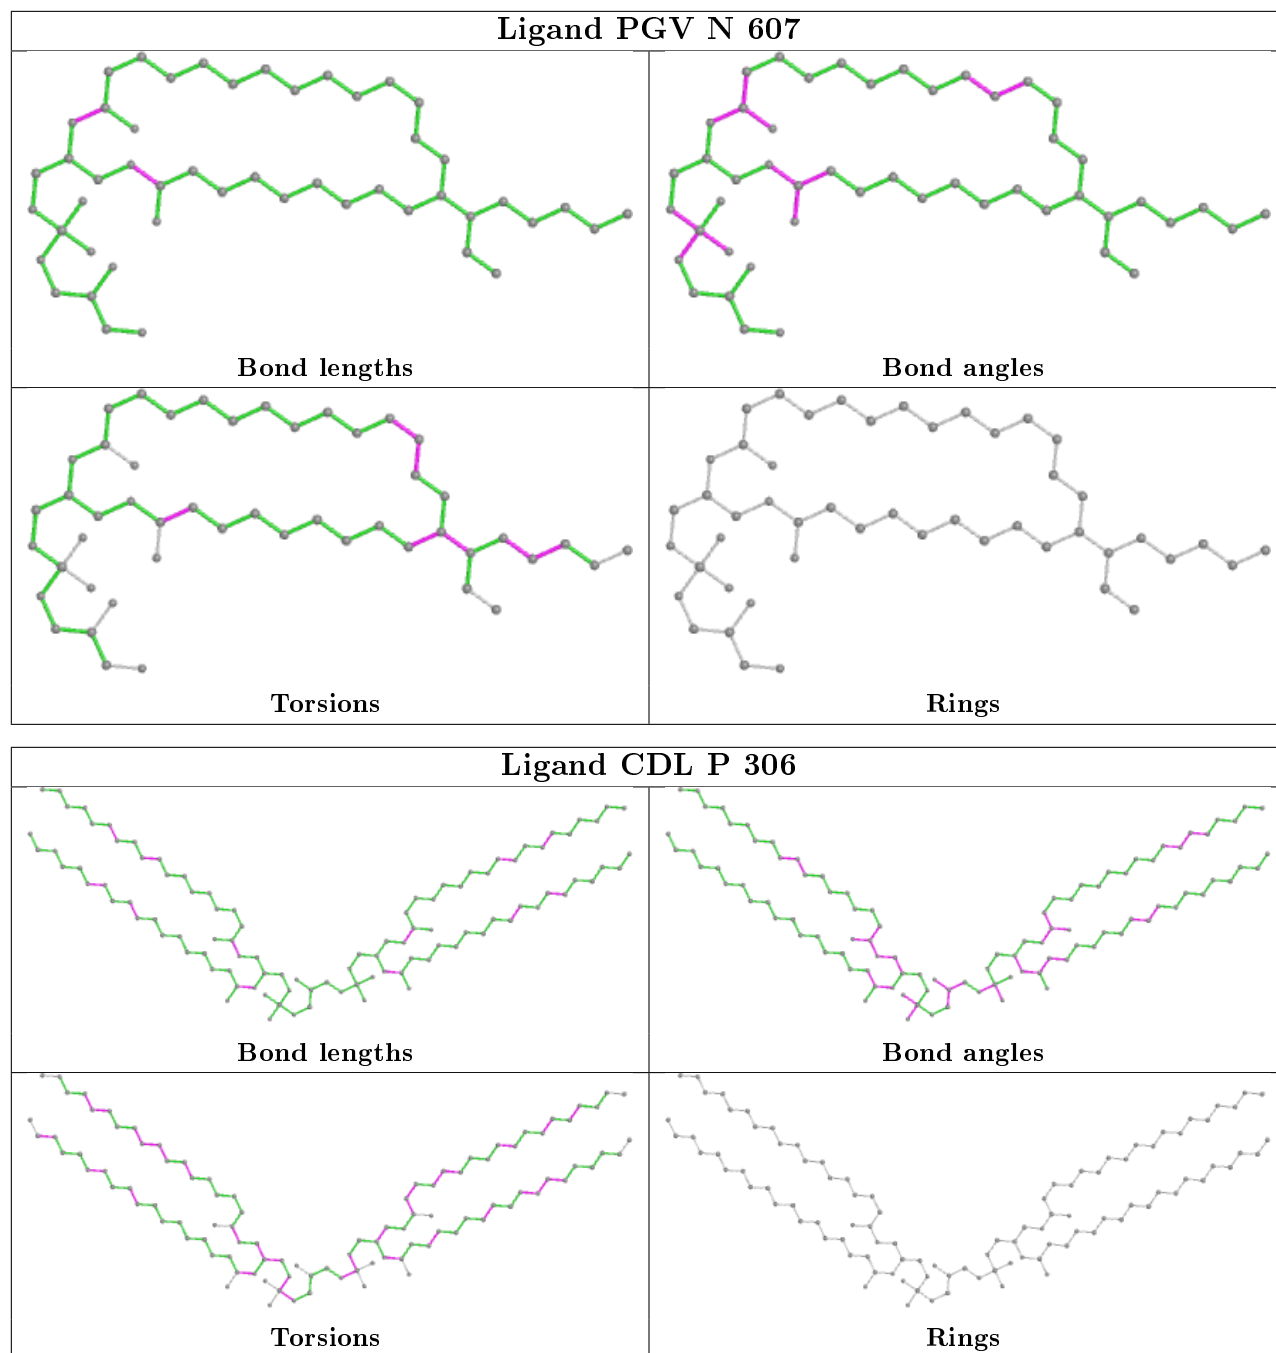 Ligand PGV N 607
Bond lengths
Bond angles
Torsions
Rings
Ligand CDL P 306
Bond lengths
Bond angles
Torsions
Rings